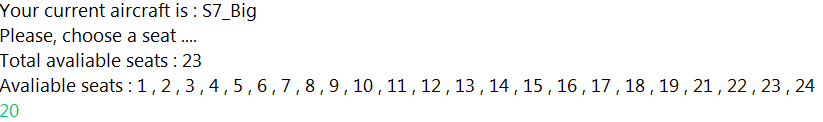 Your current aircraft is : S7_Big
Please, choose a seat ....
Total avaliable seats : 23
Avaliable seats : 1 , 2 , 3 , 4 , 5 , 6 , 7 , 8 , 9 , 10 , 11 , 12 , 13 , 14 , 15 , 16 , 17 , 18 , 19 , 21 , 22 , 23 , 24
20